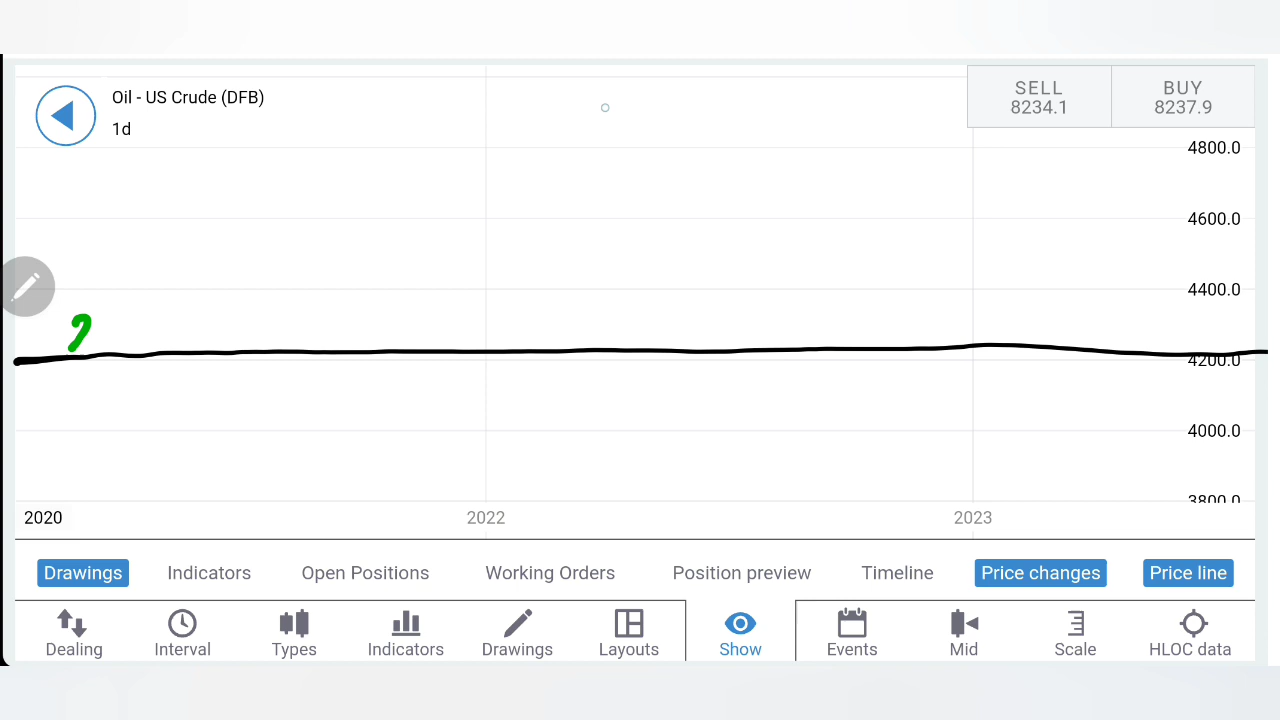 Oil - US Crude (DFB)
1d
SELL BUY
8234.1 8237.9
4800.0
4600.0
4400.0
4200.0
4000.0
3800.0
2020 2022 2023
Drawings Indicators Open Positions Working Orders Position preview Timeline Price changes Price line
Dealing Interval Types Indicators Drawings Layouts Show Events Mid Scale HLOC data